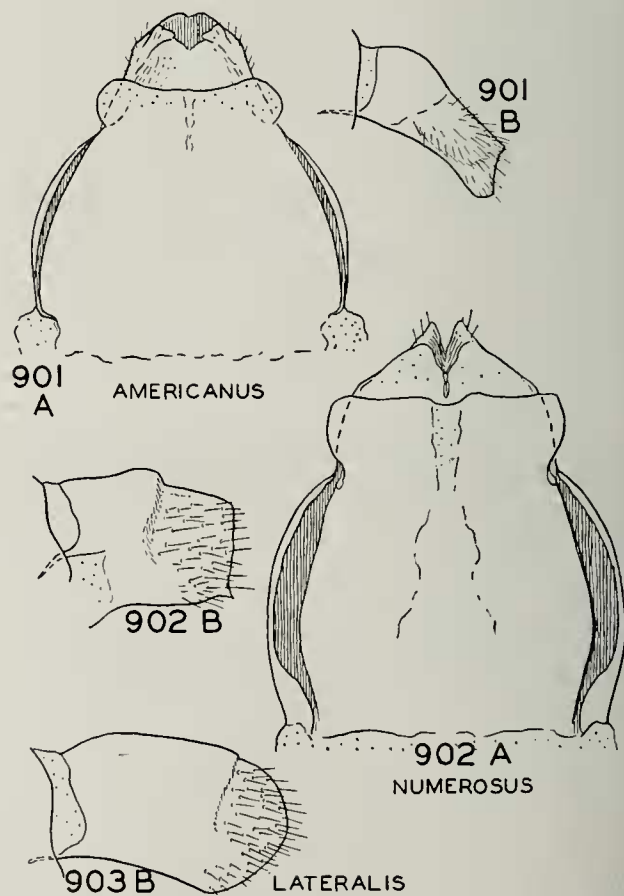 901
B
901
A
AMERICANUS
902 B
902 A
NUMEROSUS
903 B
LATERALIS